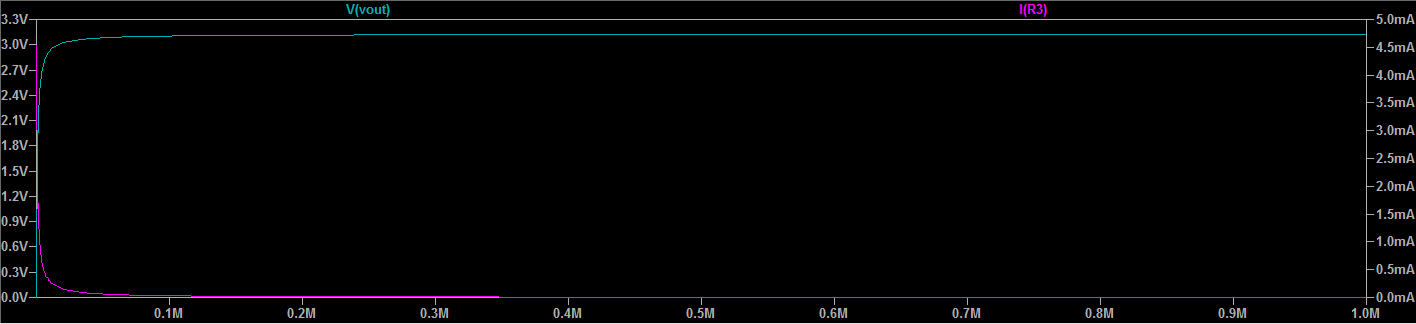 V(vout) I(R3)
3.3V 5.0mA
3.0V 4.5mA
2.7V 4.0mA
2.4V 3.5mA
2.1V 3.0mA
1.8V 2.5mA
1.5V 2.0mA
1.2V 1.5mA
0.9V 1.0mA
0.6V 0.5mA
0.3V 0.0mA
0.0V
0.1M 0.2M 0.3M 0.4M 0.5M 0.6M 0.7M 0.8M 0.9M 1.0M